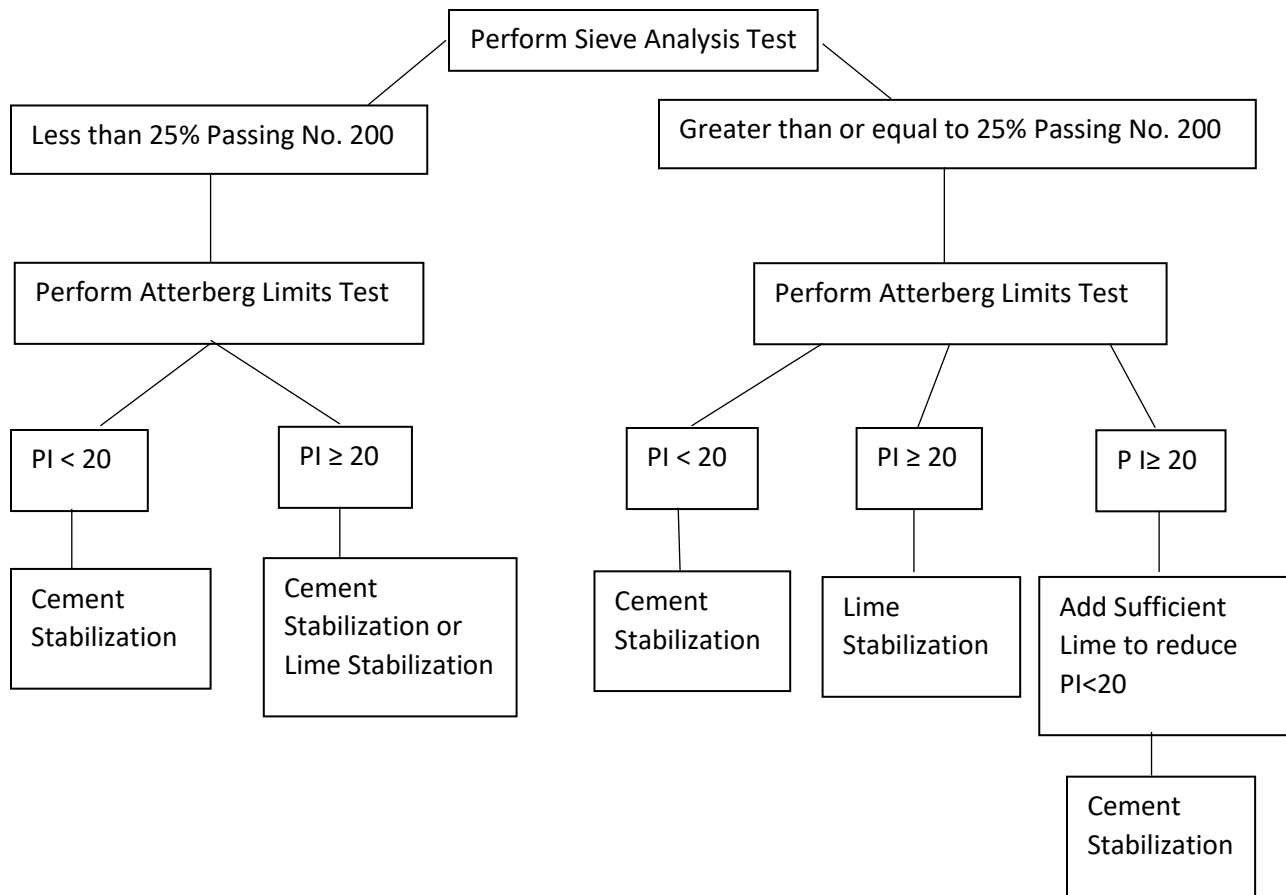 Perform Sieve Analysis Test
Less than 25% Passing No. 200
Greater than or equal to 25% Passing No. 200
Perform Atterberg Limits Test
Perform Atterberg Limits Test
PI < 20
PI ≥ 20
PI < 20
PI ≥ 20
P I≥ 20
Cement
Stabilization
Cement
Stabilization or
Lime Stabilization
Cement
Stabilization
Lime
Stabilization
Add Sufficient
Lime to reduce
PI<20
Cement
Stabilization